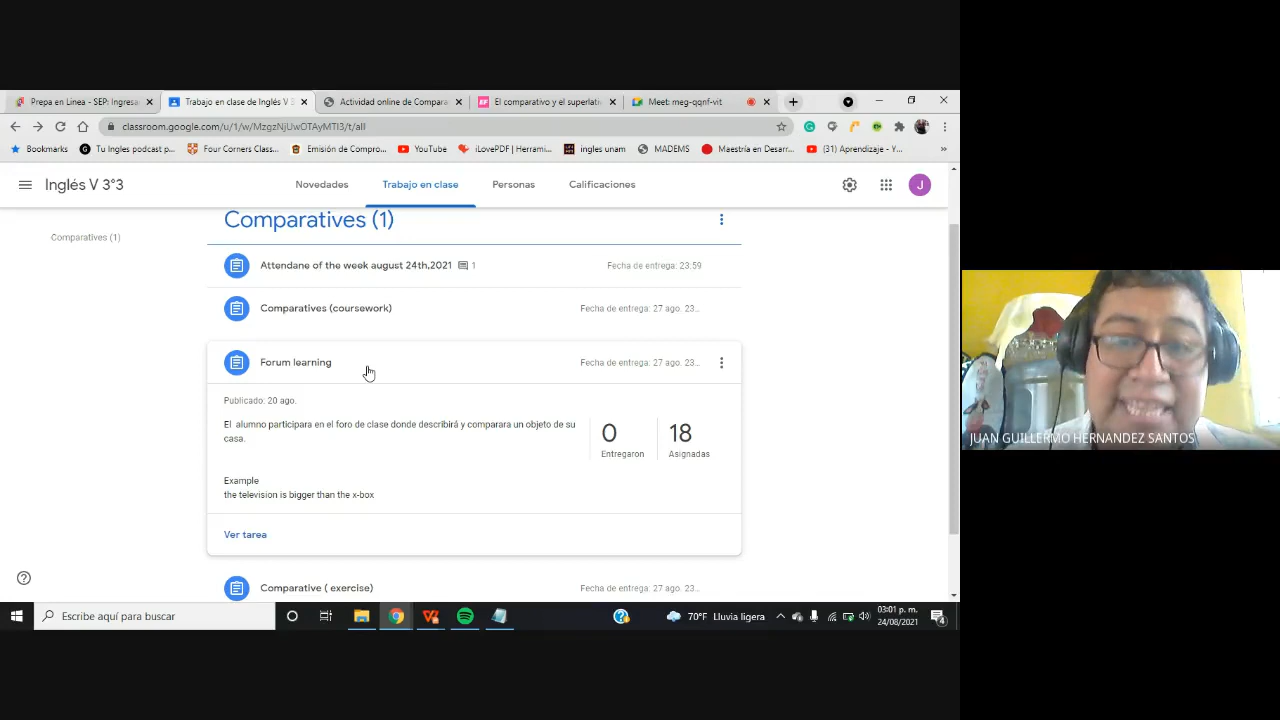 Prepa en Linea - SEP: Ingresa
Trabajo en clase de Inglés V 3°
Actividad online de Compara
El comparativo y el superlati
Meet: meg-qqnf-vit
classroom.google.com/u/1/w/MzgzNjUwOTAyMTI3/t/all
Bookmarks
Tu Ingles podcast p...
Four Corners Class...
Emisión de Compro...
YouTube
iLovePDF | Herrami...
ingles unam
MADEMS
Maestría en Desarr...
(31) Aprendizaje - Y...
Inglés V 3°3
Novedades
Trabajo en clase
Personas
Calificaciones
J
Comparatives (1)
Comparatives (1)
Attendane of the week august 24th,2021
1
Fecha de entrega: 23:59
Comparatives (coursework)
Fecha de entrega: 27 ago. 23...
Forum learning
Fecha de entrega: 27 ago. 23...
Publicado: 20 ago.
El alumno participara en el foro de clase donde describirá y comparara un objeto de su
casa.
0
Entregaron
18
Asignadas
Example
the television is bigger than the x-box
Ver tarea
Comparative ( exercise)
Fecha de entrega: 27 ago. 23...
Escribe aquí para buscar
70°F Lluvia ligera
03:01 p. m.
24/08/2021
4
JUAN GUILLERMO HERNANDEZ SANTOS